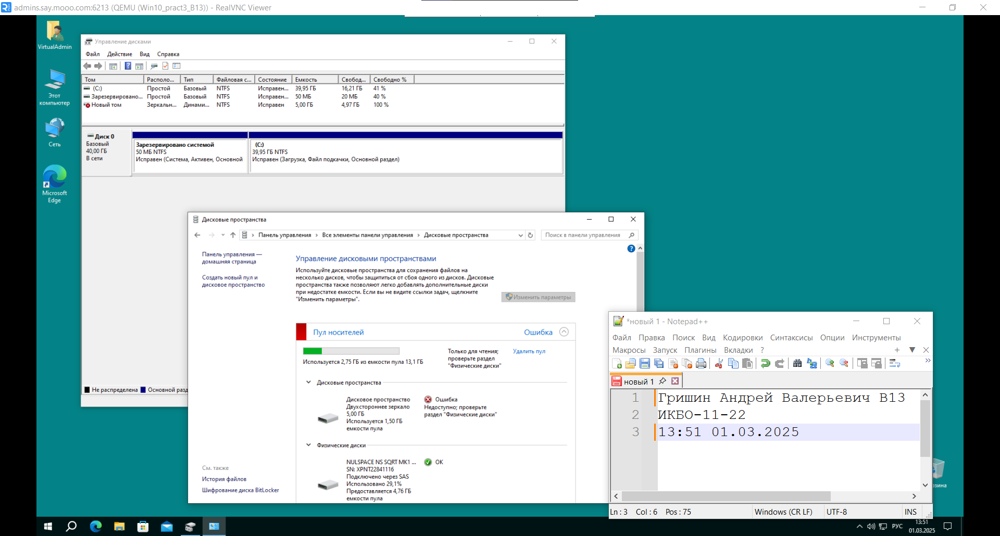 admins.say.mooo.com:6213 (QEMU (Win10_pract3_B13)) - RealVNC Viewer
VirtualAdmin
Этот
компьютер
Сеть
Microsoft
Edge
Управление дисками
Файл Действие Вид Справка
Том Располо... Тип Файловая с... Состояние Емкость Свобод... Свободно %
(C:) Простой Базовый NTFS Исправен... 39,95 ГБ 16,21 ГБ 41 %
Зарезервировано... Простой Базовый NTFS Исправен... 50 МБ 20 МБ 40 %
Новый том Зеркальн... Динами... NTFS Исправен 5,00 ГБ 4,97 ГБ 100 %
Диск 0
Базовый
40,00 ГБ
В сети
Зарезервировано системой
50 МБ NTFS
Исправен (Система, Активен, Основной
(C:)
39,95 ГБ NTFS
Исправен (Загрузка, Файл подкачки, Основной раздел)
Не распределена Основной разд
Дисковые пространства
Панель управления › Все элементы панели управления › Дисковые пространства
Поиск в панели управления
Панель управления —
домашняя страница
Создать новый пул и
дисковое пространство
См. также
История файлов
Шифрование диска BitLocker
Управление дисковыми пространствами
Используйте дисковые пространства для сохранения файлов на
несколько дисков, чтобы защититься от сбоя одного из дисков. Дисковые
пространства также позволяют легко добавлять дополнительные диски
при недостатке емкости. Если вы не видите ссылки задач, щелкните
"Изменить параметры".
Изменить параметры
Пул носителей Ошибка
Используется 2,75 ГБ из емкости пула 13,1 ГБ
Только для чтения;
проверьте раздел
"Физические диски"
Удалить пул
Дисковые пространства
Дисковое пространство
Двухстороннее зеркало
5,00 ГБ
Используется 1,50 ГБ
емкости пула
Ошибка
Недоступно; проверьте
раздел "Физические диски"
Физические диски
NULSPACE NS SQRT MK1 ...
SN: XPNT22841116
Подключено через SAS
Использовано 29,1%
Предоставляется 4,76 ГБ
емкости пула
OK
*новый 1 - Notepad++
Файл Правка Поиск Вид Кодировки Синтаксисы Опции Инструменты
Макросы Запуск Плагины Вкладки ?
новый 1
1 Гришин Андрей Валерьевич В13
2 ИКБО-11-22
3 13:51 01.03.2025
Ln : 3 Col : 6 Pos : 75 Windows (CR LF) UTF-8 INS
зина
РУС
13:51
01.03.2025